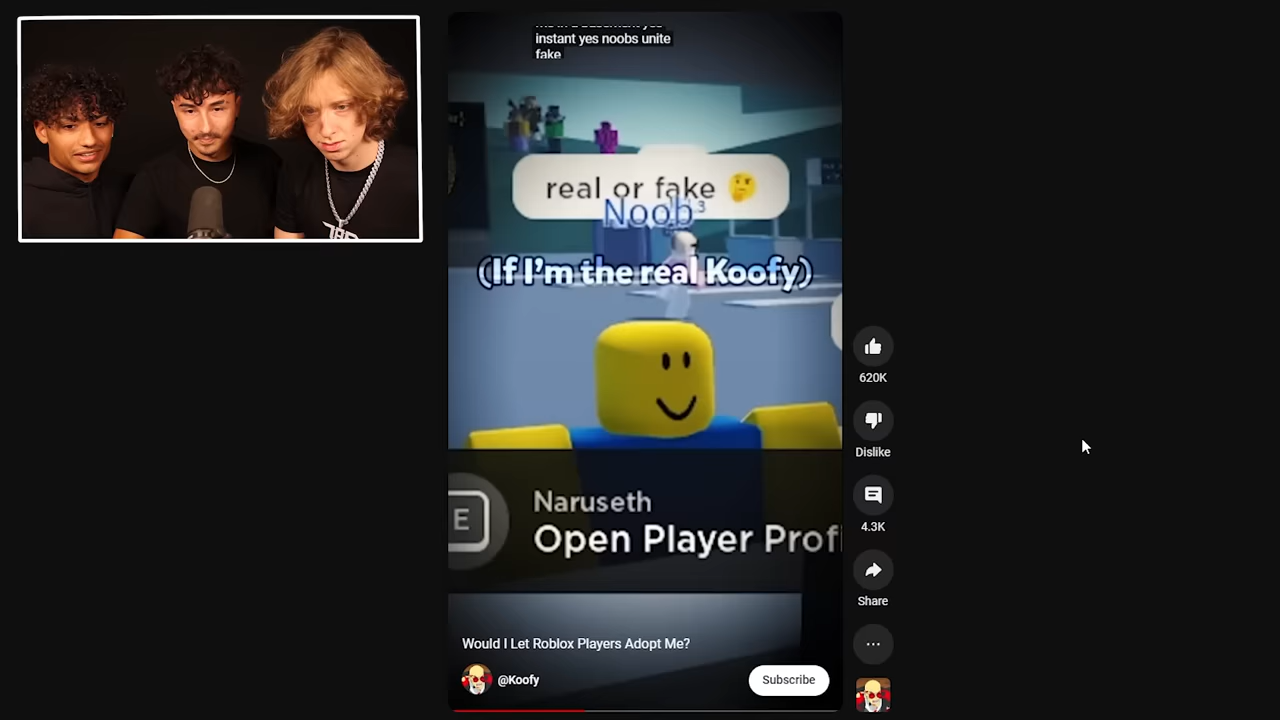 instant yes noobs unite
fake
real or fake 🤔
Noob
(If I'm the real Koofy)
E
Naruseth
Open Player Profi
620K
Dislike
4.3K
Share
Would I Let Roblox Players Adopt Me?
@Koofy
Subscribe